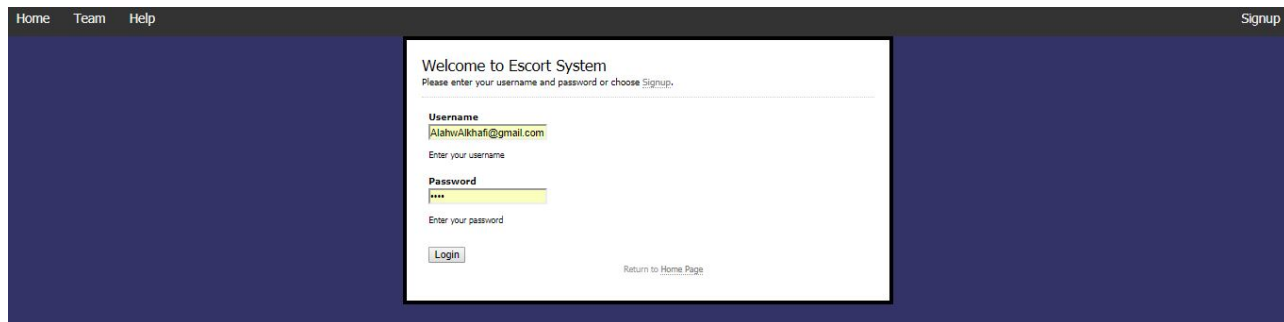 Home Team Help Signup
Welcome to Escort System
Please enter your username and password or choose Signup.
Username
AlahwAlkhafi@gmail.com
Enter your username
Password
••••
Enter your password
Login
Return to Home Page